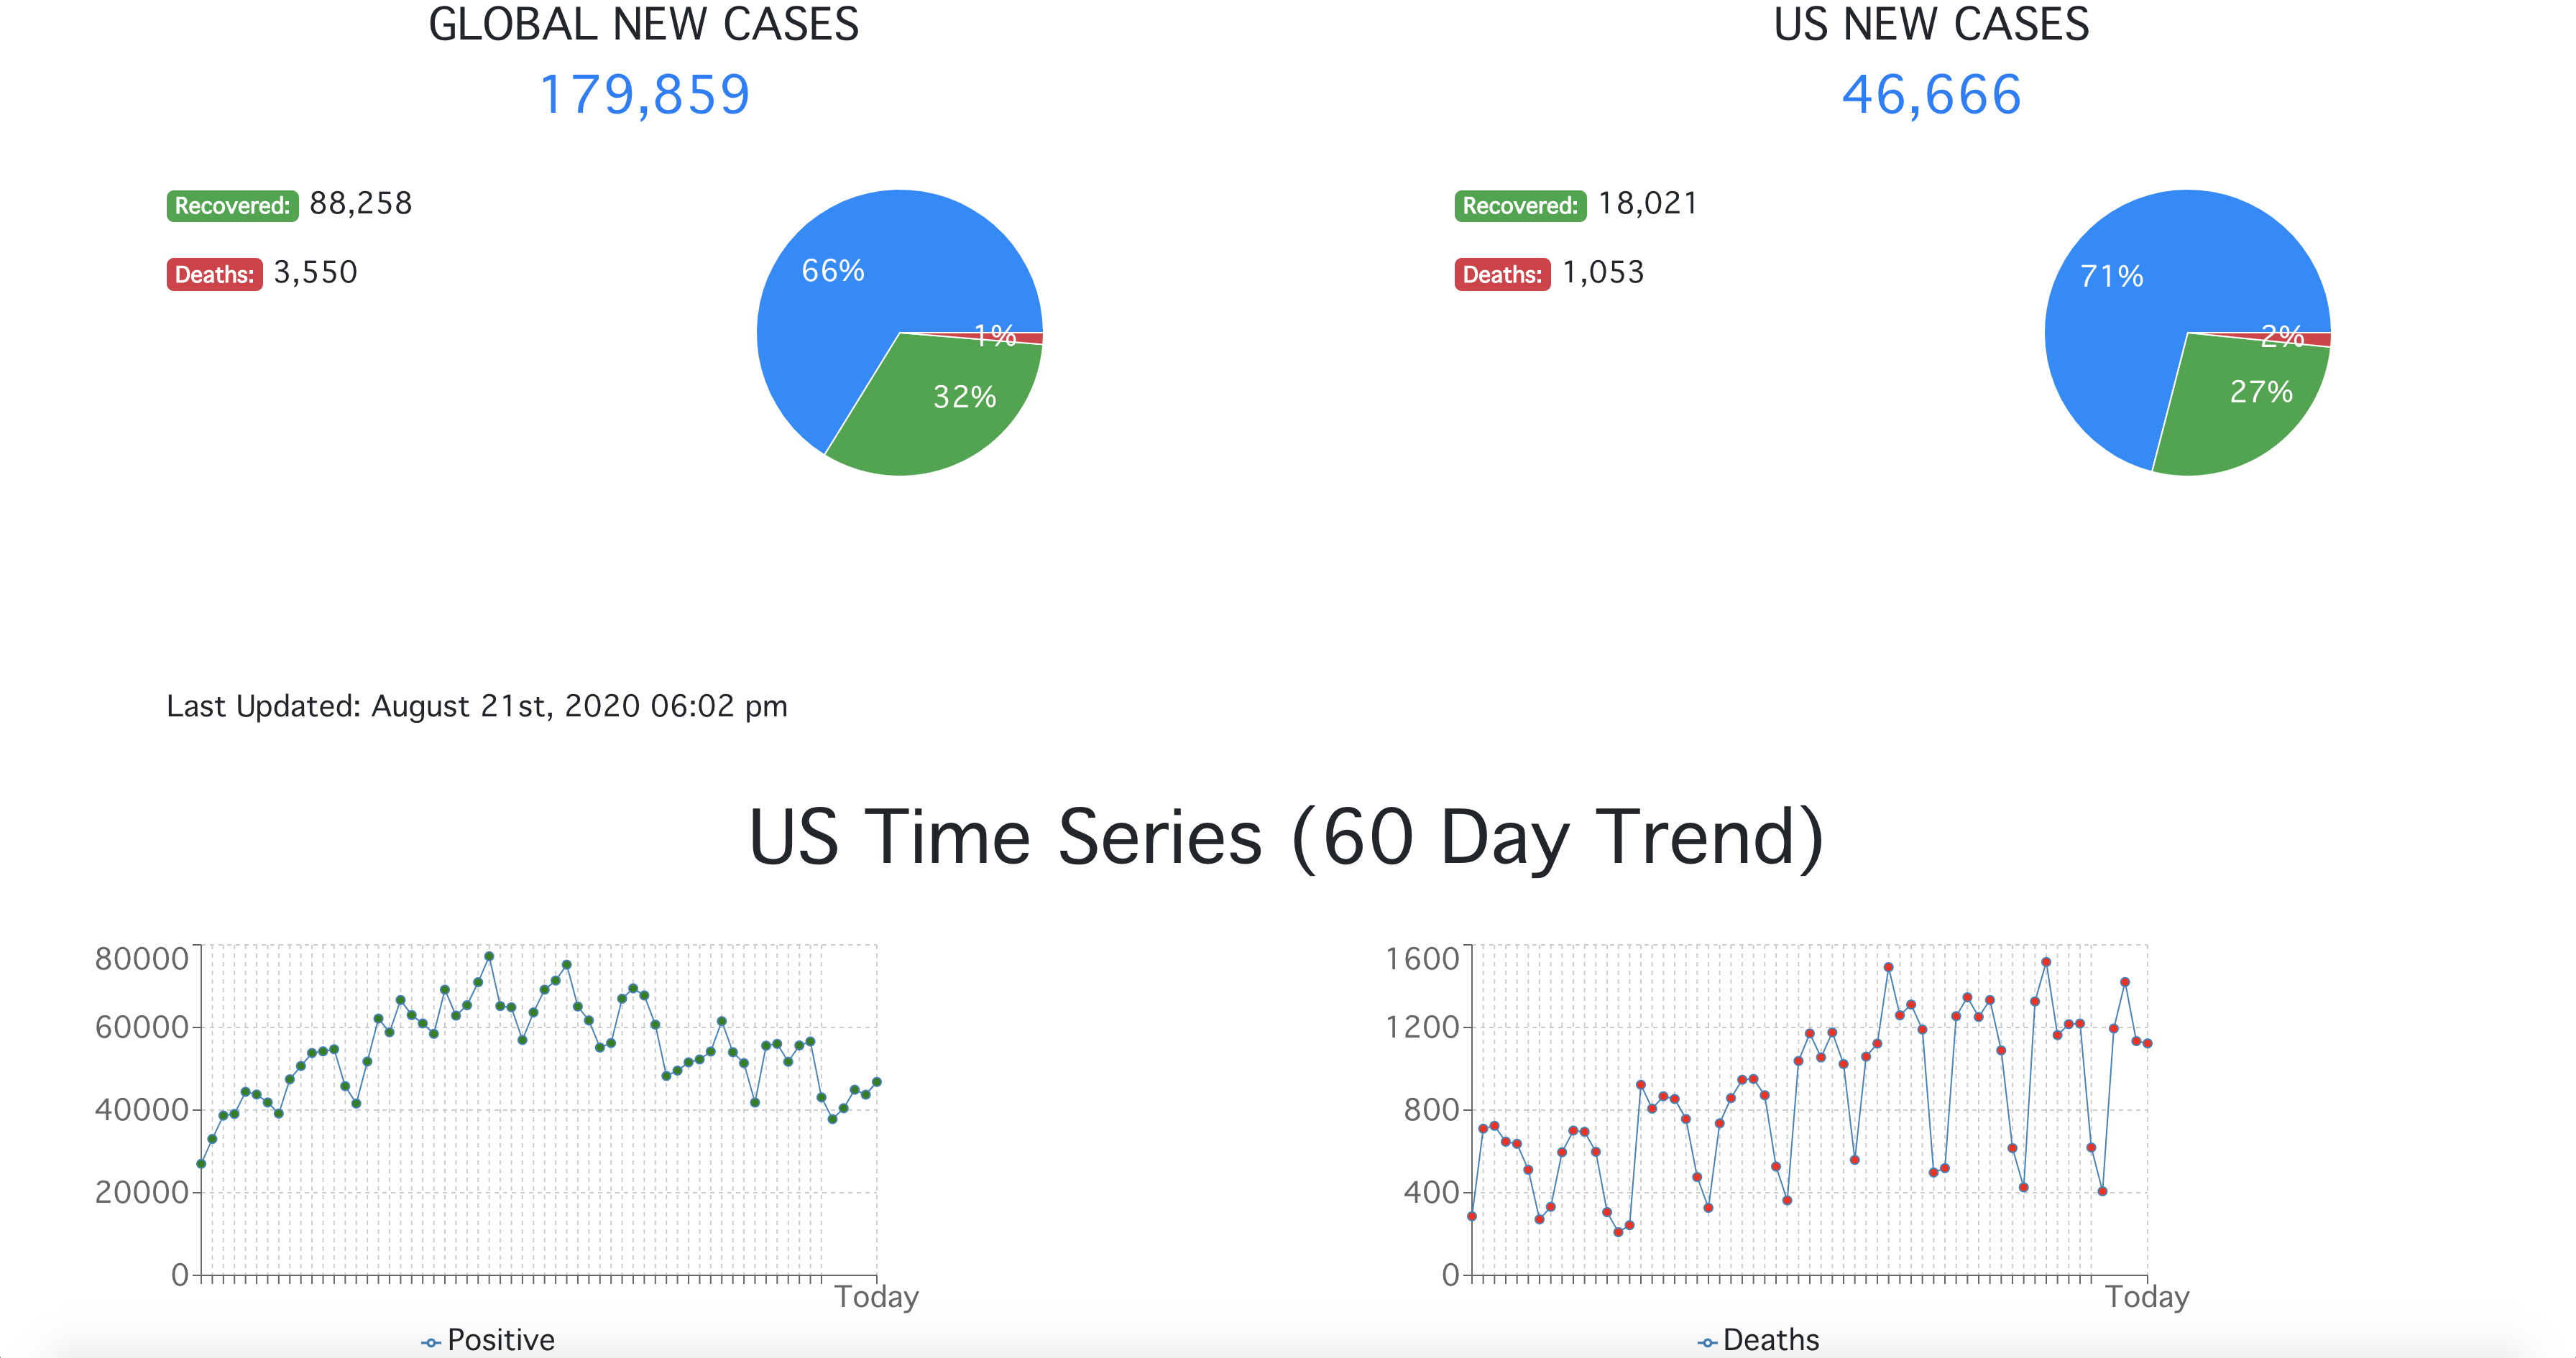 GLOBAL NEW CASES
179,859
Recovered: 88,258
Deaths: 3,550
66%
1%
32%
US NEW CASES
46,666
Recovered: 18,021
Deaths: 1,053
71%
2%
27%
Last Updated: August 21st, 2020 06:02 pm
US Time Series (60 Day Trend)
80000
60000
40000
20000
0
Today
Positive
1600
1200
800
400
0
Today
Deaths